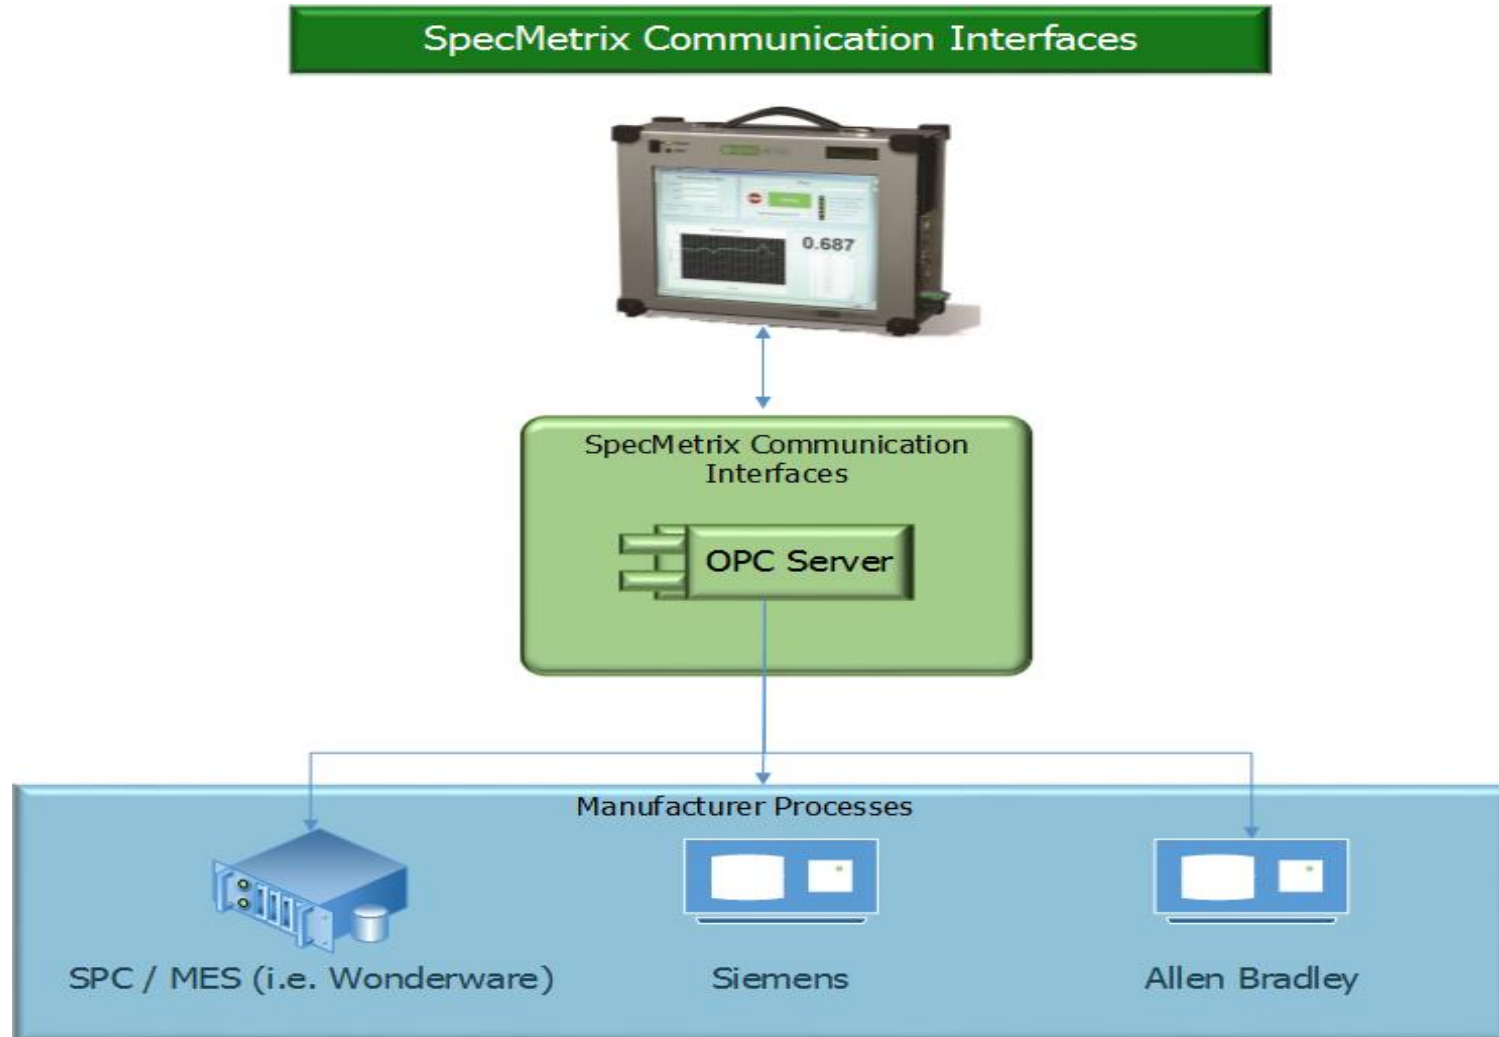 SpecMetrix Communication Interfaces
0.687
SpecMetrix Communication
Interfaces
OPC Server
Manufacturer Processes
SPC / MES (i.e. Wonderware)
Siemens
Allen Bradley